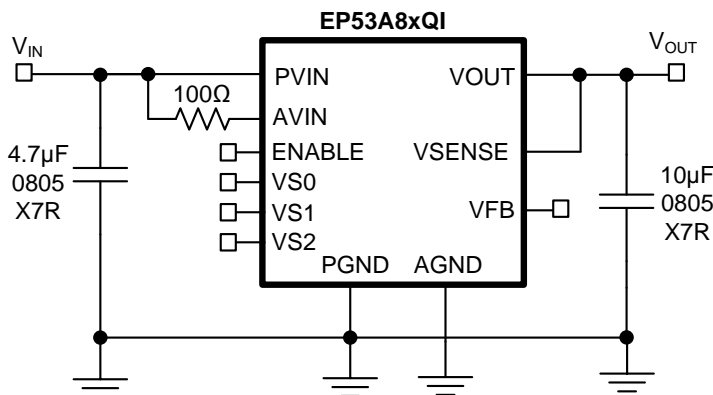 EP53A8xQI
VIN
VOUT
PVIN
VOUT
100Ω
AVIN
4.7µF
0805
X7R
ENABLE
VSENSE
VS0
VS1
VS2
VFB
10µF
0805
X7R
PGND
AGND